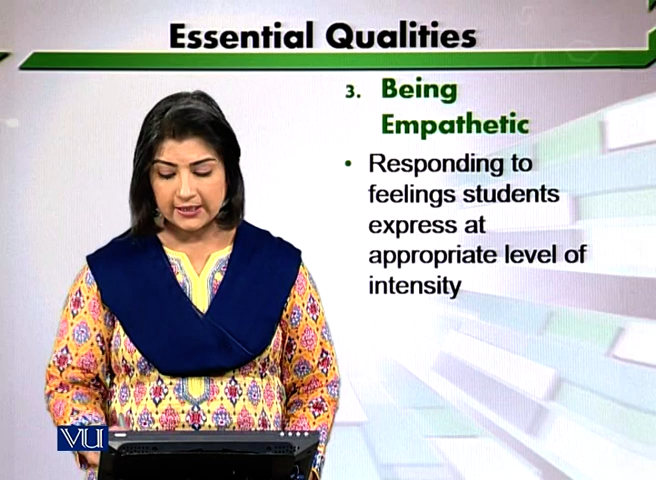 Essential Qualities
3. Being
Empathetic
• Responding to
feelings students
express at
appropriate level of
intensity
VU